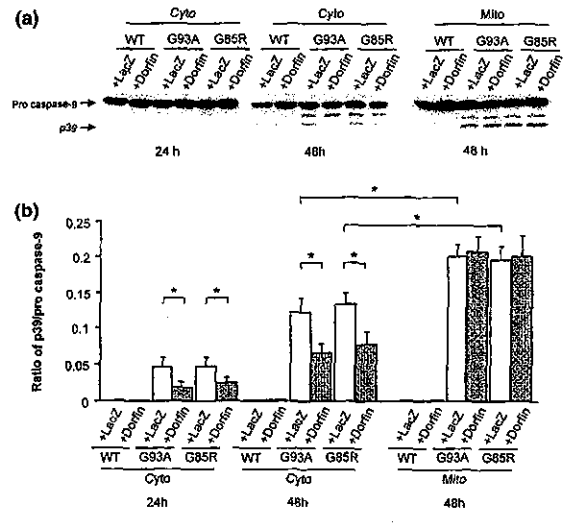 (a)
Cyto Cyto Mito
WT G93A G85R WT G93A G85R WT G93A G85R
+LacZ +Dorfin +LacZ +Dorfin +LacZ +Dorfin +LacZ +Dorfin +LacZ +Dorfin +LacZ +Dorfin +LacZ +Dorfin +LacZ +Dorfin +LacZ +Dorfin
Pro caspase-9
p39
24 h 48h 48 h
(b)
Ratio of p39/pro caspase-9
0.25
0.2
0.15
0.1
0.05
0
* * * * * *
+LacZ +Dorfin +LacZ +Dorfin +LacZ +Dorfin +LacZ +Dorfin +LacZ +Dorfin +LacZ +Dorfin +LacZ +Dorfin +LacZ +Dorfin +LacZ +Dorfin
WT G93A G85R WT G93A G85R WT G93A G85R
Cyto Cyto Mito
24h 48h 48h